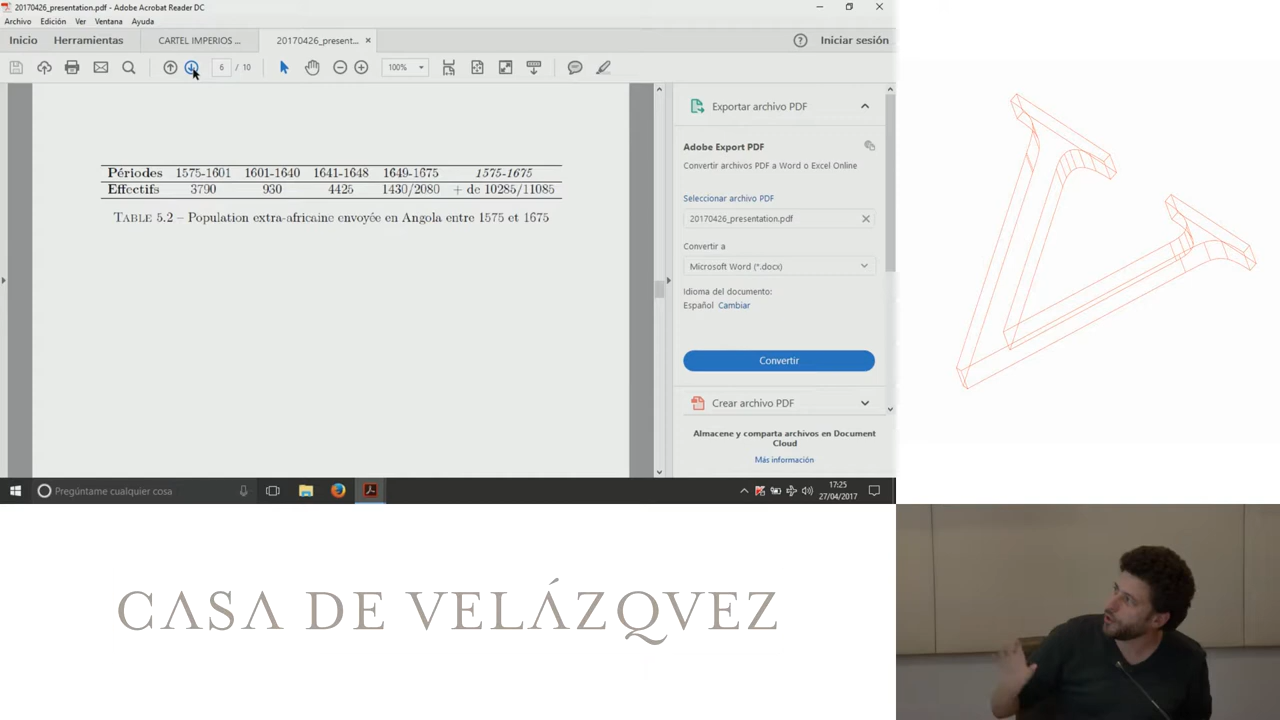 20170426_presentation.pdf - Adobe Acrobat Reader DC
Archivo Edición Ver Ventana Ayuda
Inicio Herramientas CARTEL IMPERIOS ... 20170426_present... × Iniciar sesión
6 / 10 100%
Périodes 1575-1601 1601-1640 1641-1648 1649-1675 1575-1675
Effectifs 3790 930 4425 1430/2080 + de 10285/11085
TABLE 5.2 – Population extra-africaine envoyée en Angola entre 1575 et 1675
Exportar archivo PDF
Adobe Export PDF
Convertir archivos PDF a Word o Excel Online
Seleccionar archivo PDF
20170426_presentation.pdf
Convertir a
Microsoft Word (*.docx)
Idioma del documento:
Español Cambiar
Convertir
Crear archivo PDF
Almacene y comparta archivos en Document
Cloud
Más información
Pregúntame cualquier cosa
17:25
27/04/2017
CASA DE VELÁZQVEZ